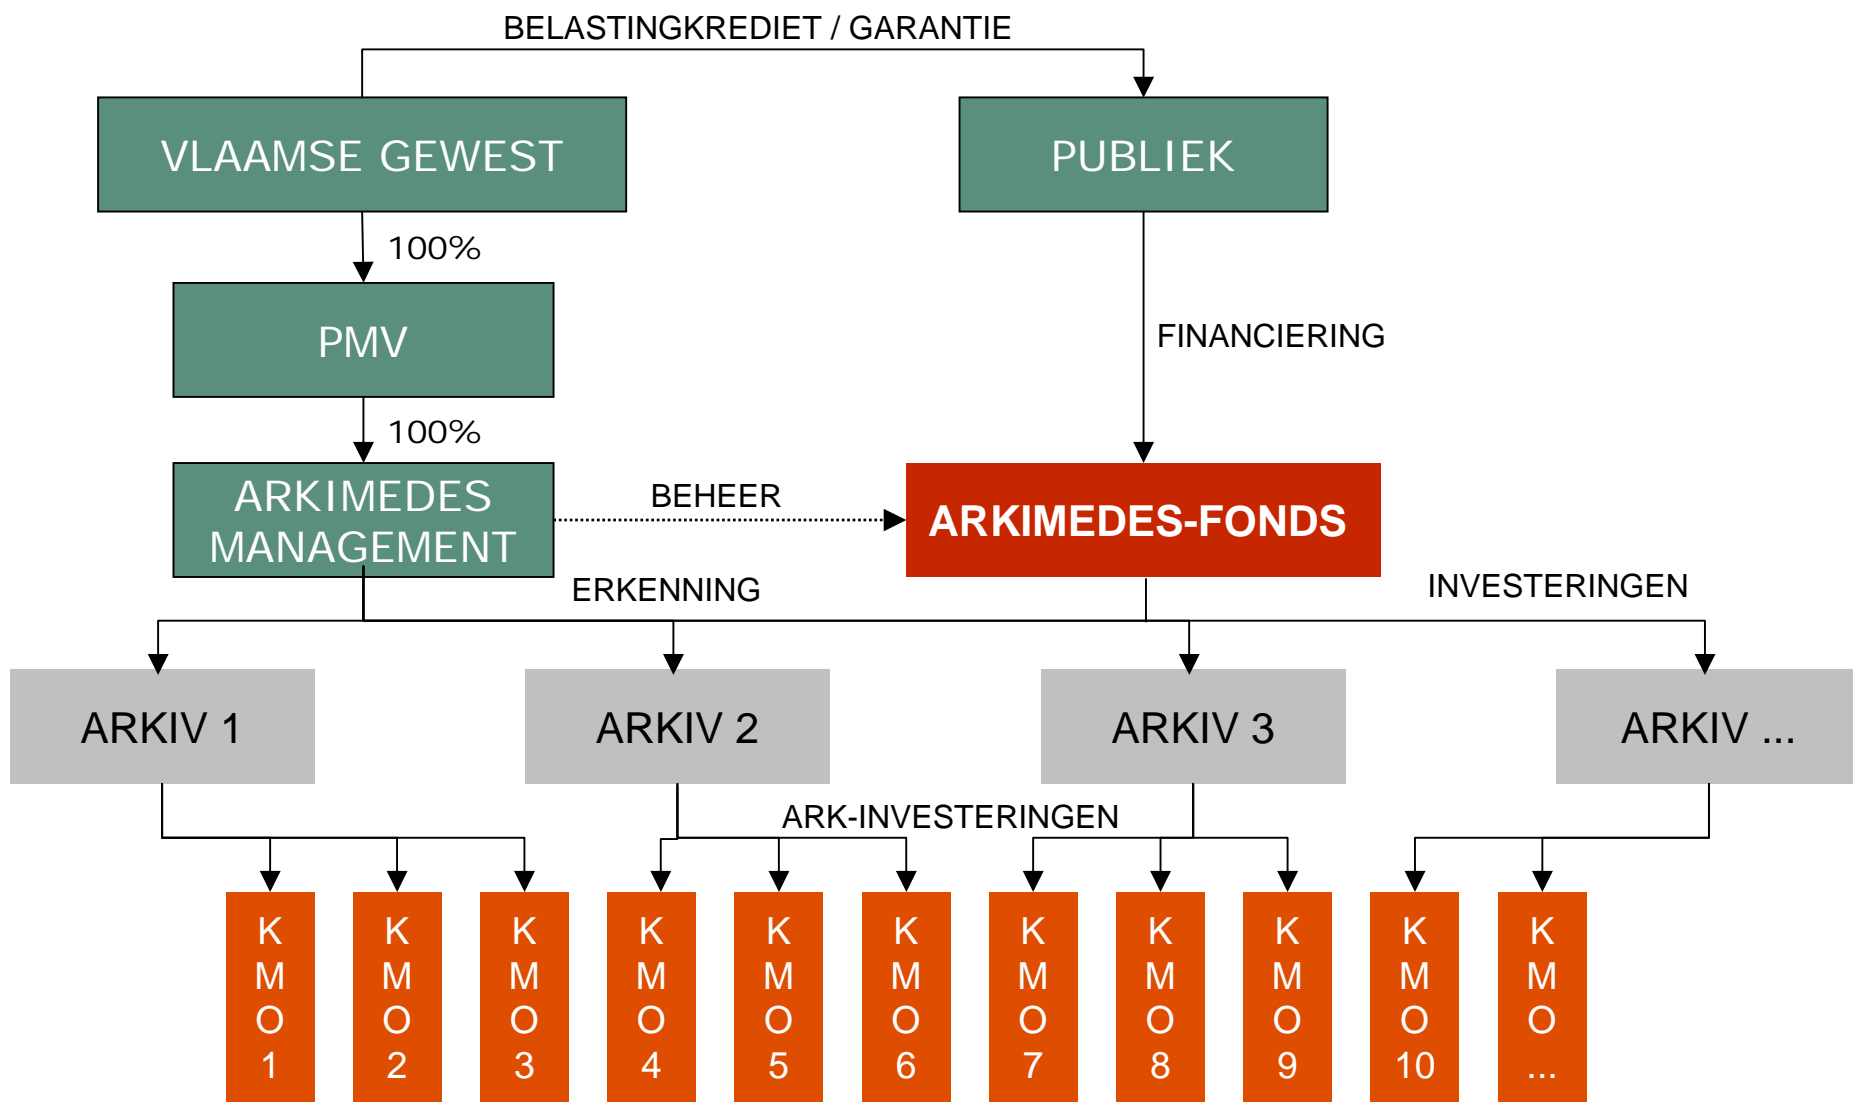 BELASTINGKREDIET / GARANTIE
VLAAMSE GEWEST
PUBLIEK
100%
PMV
FINANCIERING
100%
ARKIMEDES
MANAGEMENT
BEHEER
ARKIMEDES-FONDS
ERKENNING
INVESTERINGEN
ARKIV 1
ARKIV 2
ARKIV 3
ARKIV ...
ARK-INVESTERINGEN
K
M
O
1
K
M
O
2
K
M
O
3
K
M
O
4
K
M
O
5
K
M
O
6
K
M
O
7
K
M
O
8
K
M
O
9
K
M
O
10
K
M
O
...